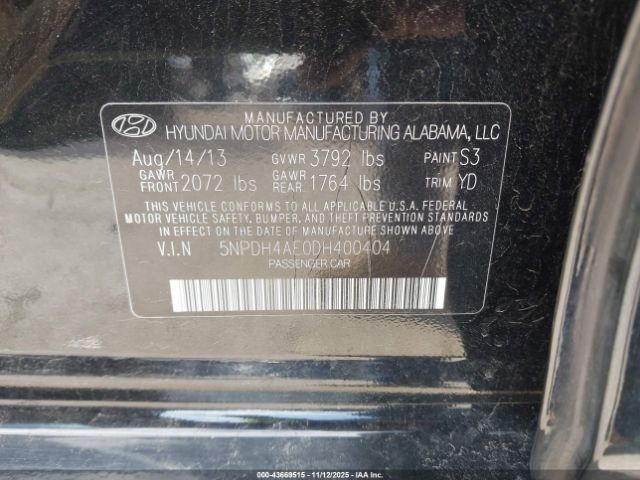 MANUFACTURED BY
HYUNDAI MOTOR MANUFACTURING ALABAMA, LLC
Aug/14/13 GVWR 3792 lbs PAINT S3
GAWR FRONT 2072 lbs GAWR REAR 1764 lbs TRIM YD
THIS VEHICLE CONFORMS TO ALL APPLICABLE U.S.A. FEDERAL
MOTOR VEHICLE SAFETY, BUMPER, AND THEFT PREVENTION STANDARDS
IN EFFECT ON THE DATE OF MANUFACTURE SHOWN ABOVE.
V.I.N 5NPDH4AE0DH400404
PASSENGER CAR
000-43669515 - 11/12/2025 - IAAI.COM